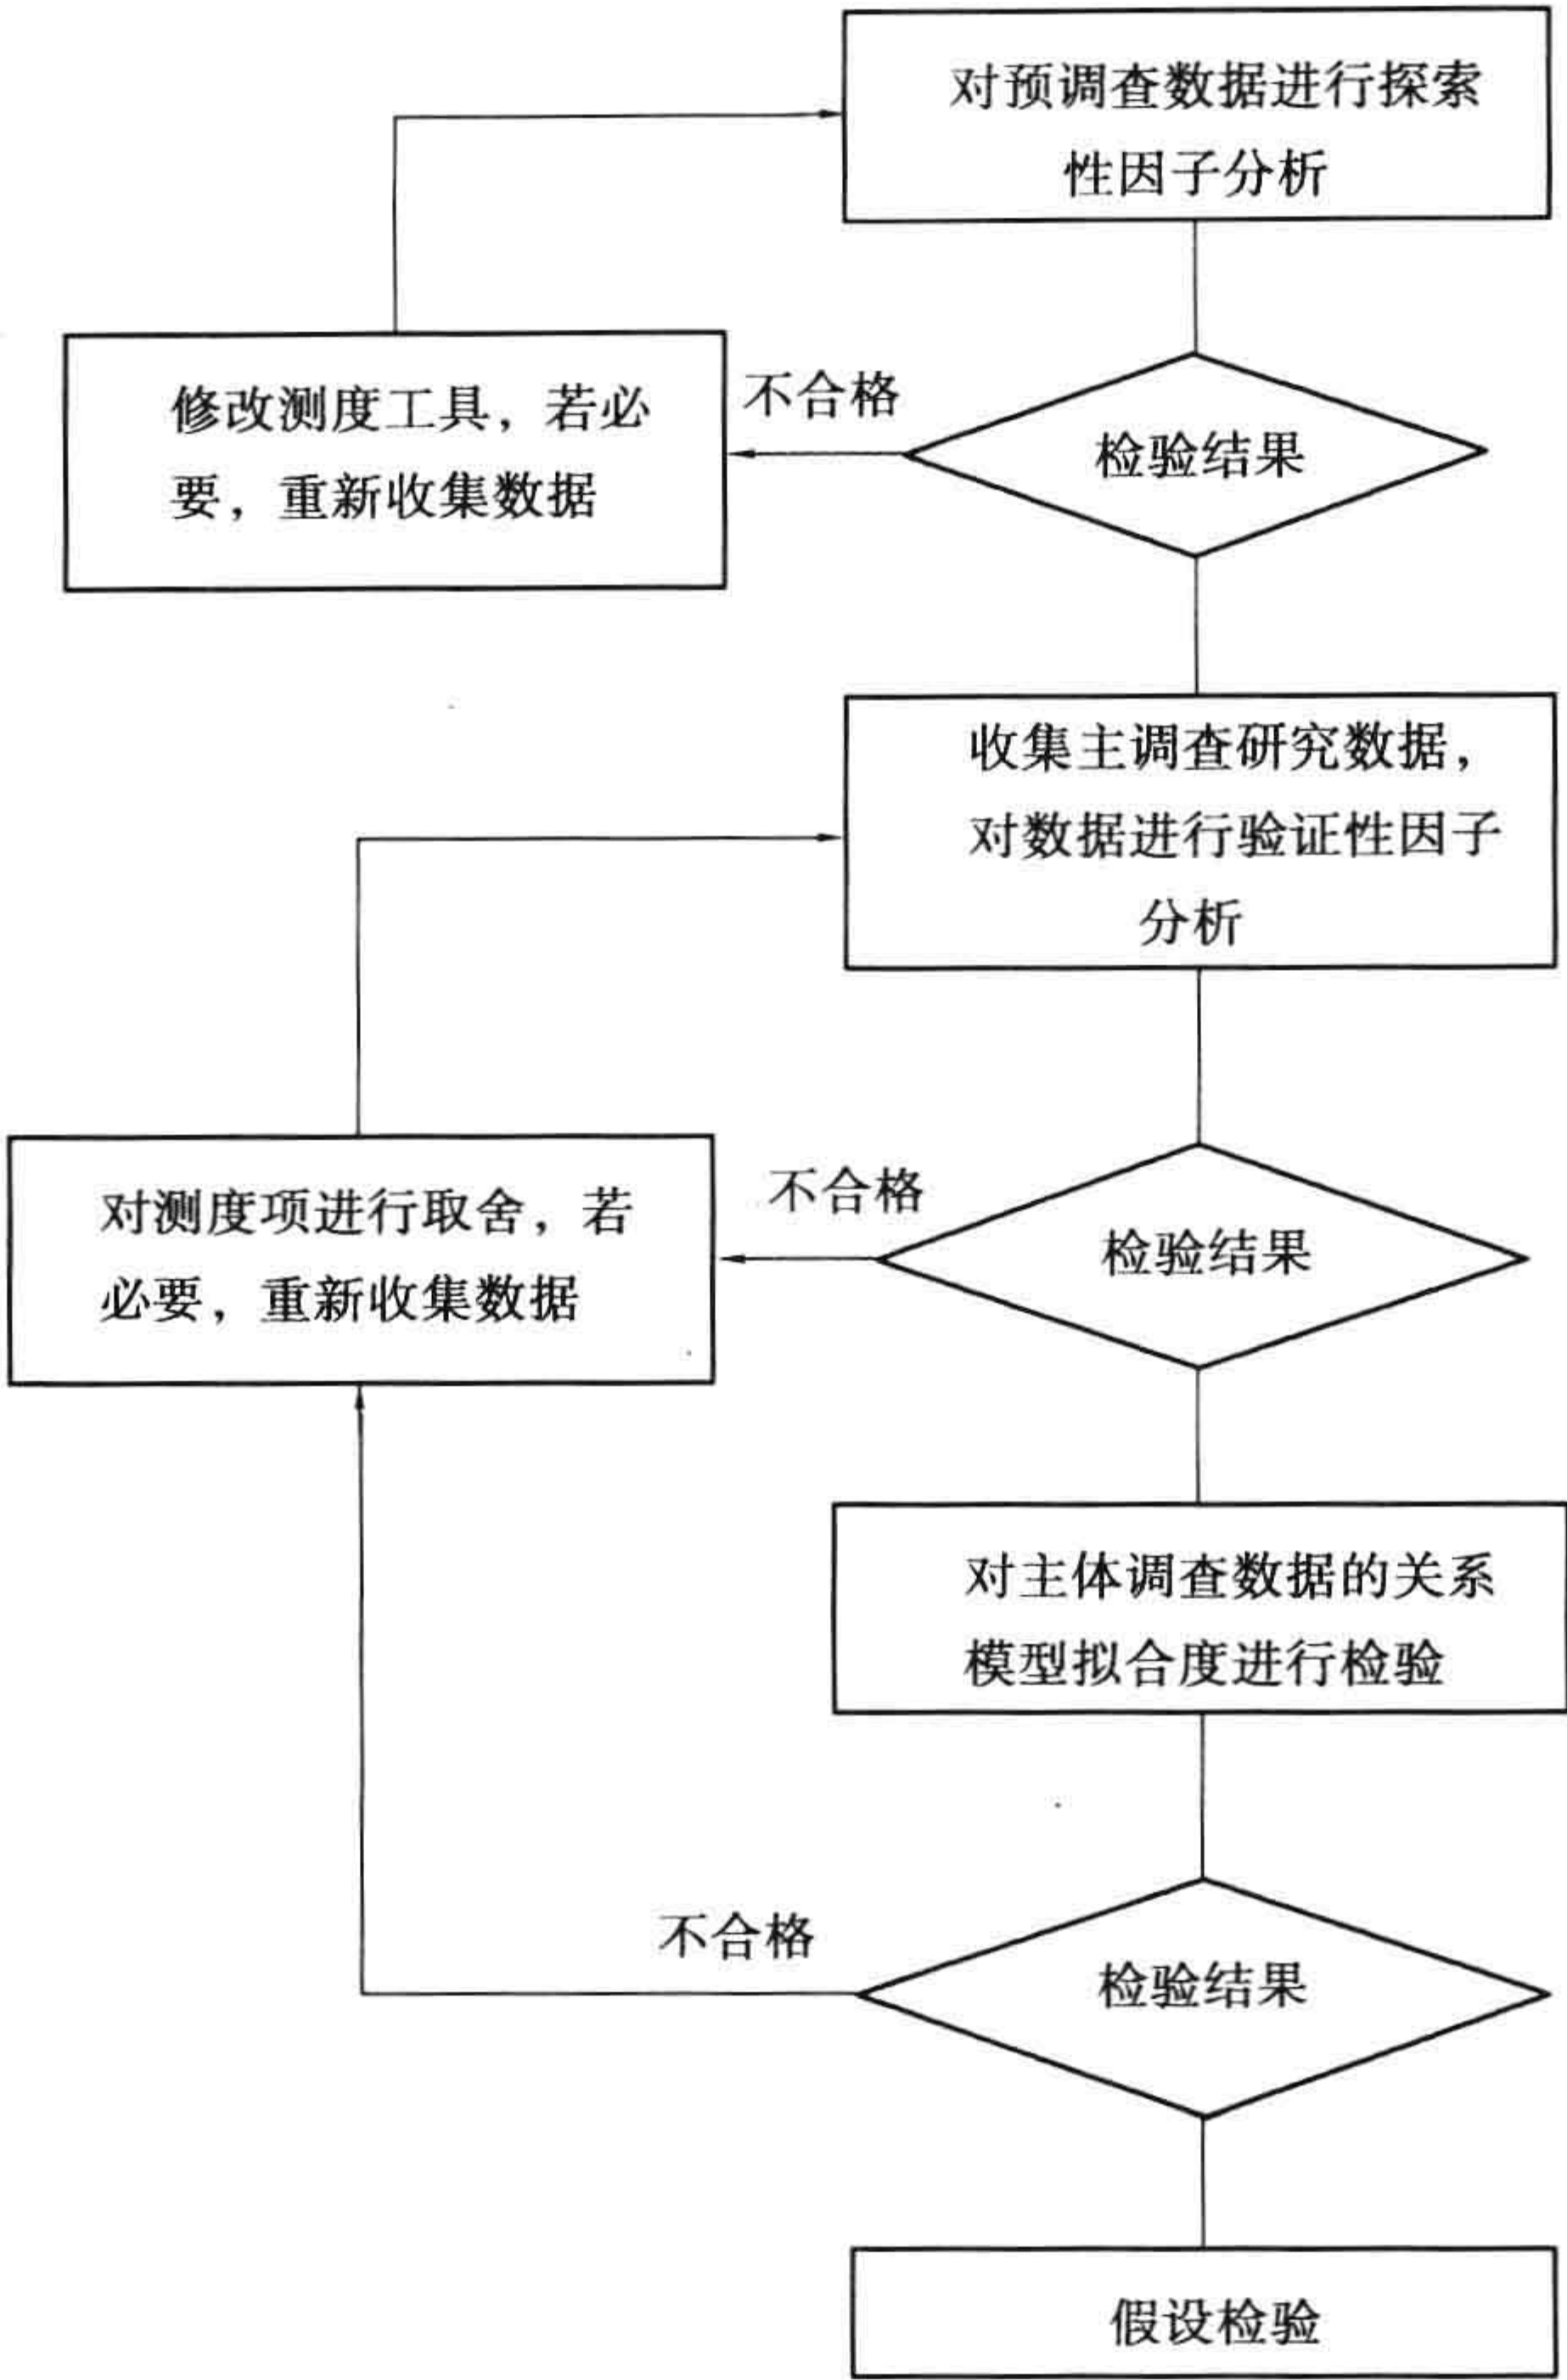 对预调查数据进行探索
性因子分析
不合格
修改测度工具，若必
要，重新收集数据
检验结果
收集主调查研究数据，
对数据进行验证性因子
分析
不合格
对测度项进行取舍，若
必要，重新收集数据
检验结果
对主体调查数据的关系
模型拟合度进行检验
不合格
检验结果
假设检验